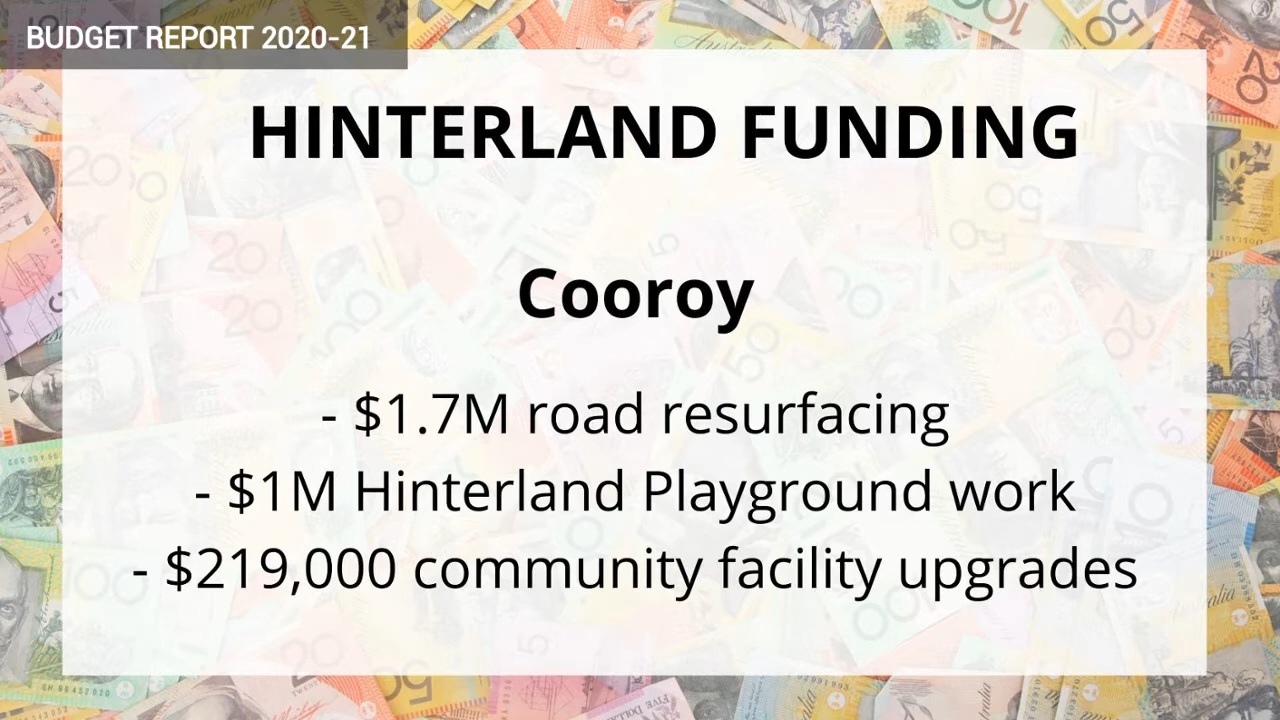 BUDGET REPORT 2020-21
HINTERLAND FUNDING
Cooroy
- $1.7M road resurfacing
- $1M Hinterland Playground work
- $219,000 community facility upgrades